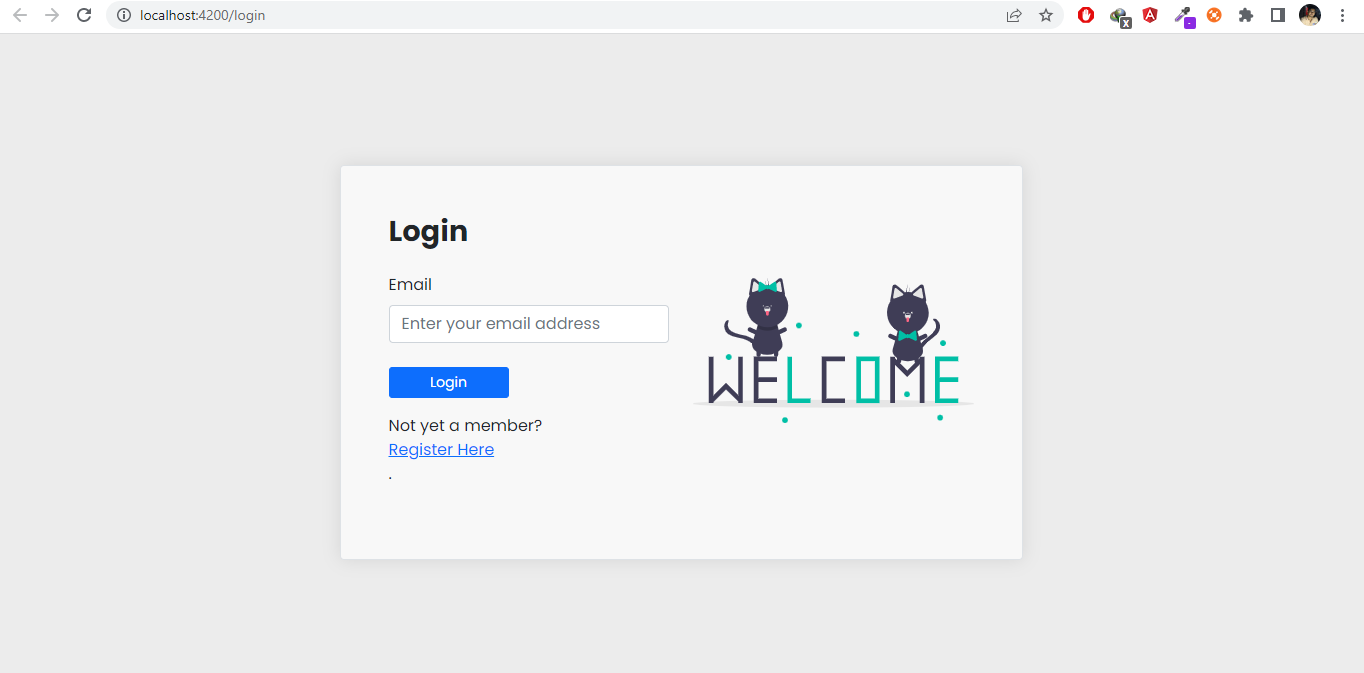 localhost:4200/login
X
Login
Email
Enter your email address
Login
Not yet a member?
Register Here
.
WELCOME